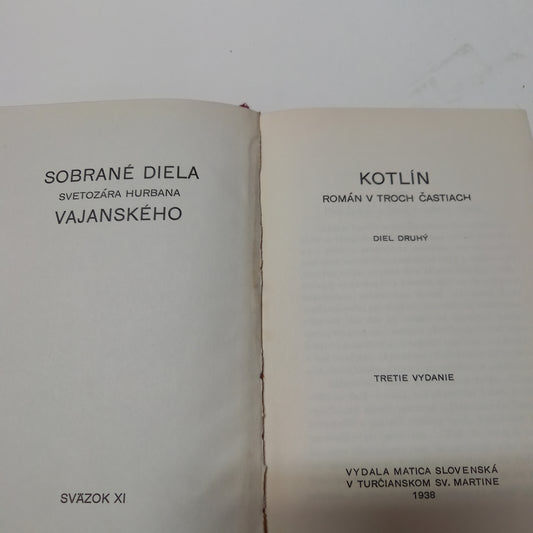 SOBRANÉ DIELA
SVETOZÁRA HURBANA
VAJANSKÉHO
SVÄZOK XI
KOTLÍN
ROMÁN V TROCH ČASTIACH
DIEL DRUHÝ
TRETIE VYDANIE
VYDALA MATICA SLOVENSKÁ
V TURČIANSKOM SV. MARTINE
1938